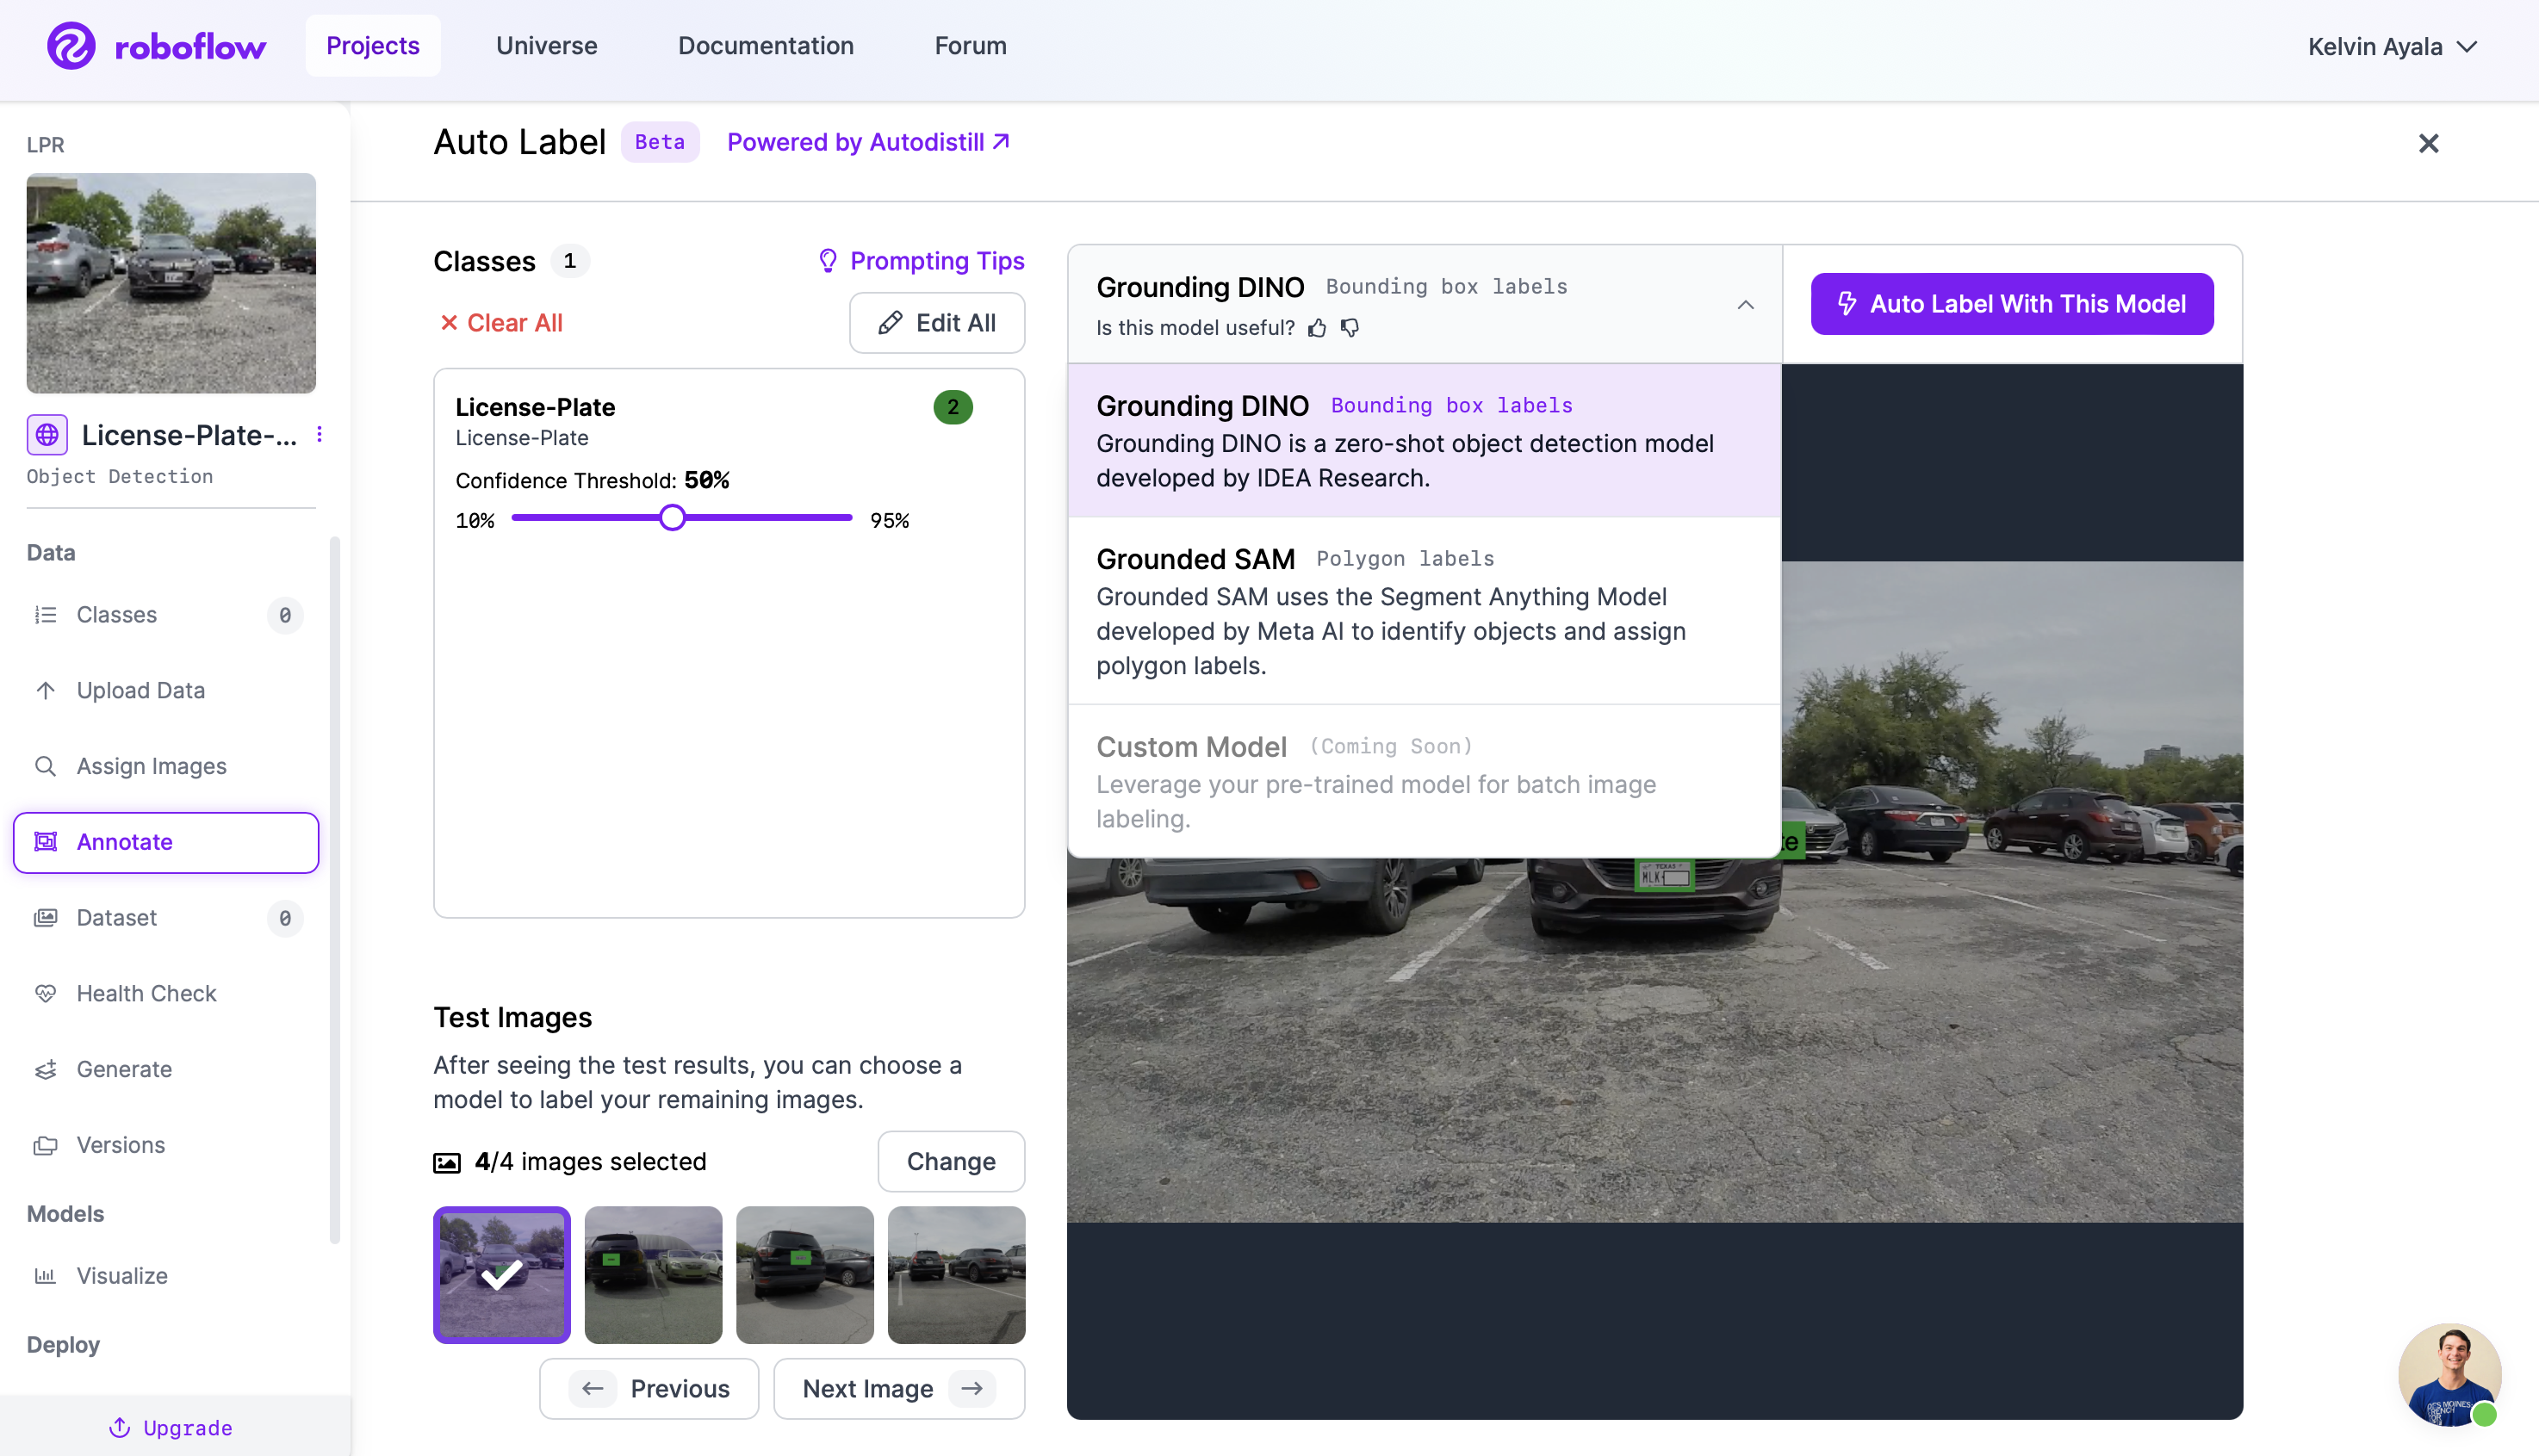 roboflow
Projects
Universe
Documentation
Forum
Kelvin Ayala
LPR
License-Plate-...
Object Detection
Data
Classes 0
Upload Data
Assign Images
Annotate
Dataset 0
Health Check
Generate
Versions
Models
Visualize
Deploy
Upgrade
Auto Label Beta Powered by Autodistill
Classes 1
Prompting Tips
Clear All
Edit All
License-Plate 2
License-Plate
Confidence Threshold: 50%
10% 95%
Test Images
After seeing the test results, you can choose a
model to label your remaining images.
4/4 images selected
Change
Previous
Next Image
Grounding DINO Bounding box labels
Is this model useful?
Auto Label With This Model
Grounding DINO Bounding box labels
Grounding DINO is a zero-shot object detection model
developed by IDEA Research.
Grounded SAM Polygon labels
Grounded SAM uses the Segment Anything Model
developed by Meta AI to identify objects and assign
polygon labels.
Custom Model (Coming Soon)
Leverage your pre-trained model for batch image
labeling.
te
TEXAS
MLK